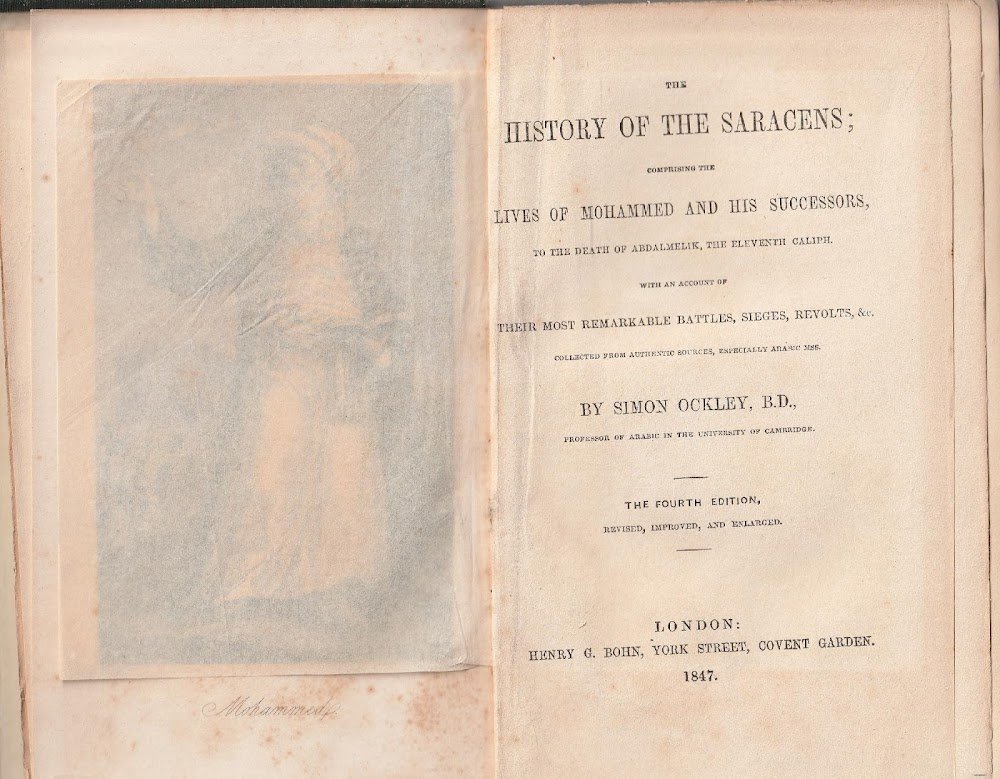 Mohammed.
THE
HISTORY OF THE SARACENS;
COMPRISING THE
LIVES OF MOHAMMED AND HIS SUCCESSORS,
TO THE DEATH OF ABDALMELIK, THE ELEVENTH CALIPH.
WITH AN ACCOUNT OF
THEIR MOST REMARKABLE BATTLES, SIEGES, REVOLTS, &c.
COLLECTED FROM AUTHENTIC SOURCES, ESPECIALLY ARABIC MSS.
BY SIMON OCKLEY, B.D.,
PROFESSOR OF ARABIC IN THE UNIVERSITY OF CAMBRIDGE.
THE FOURTH EDITION,
REVISED, IMPROVED, AND ENLARGED.
LONDON:
HENRY G. BOHN, YORK STREET, COVENT GARDEN.
1847.